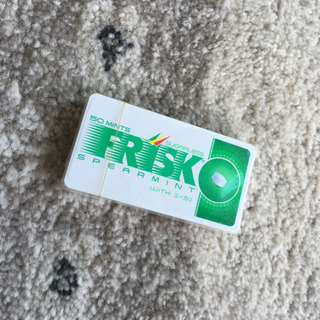 50 MINTS
SUGARLESS
FRISK
SPEARMINT
WITH ユーカリ